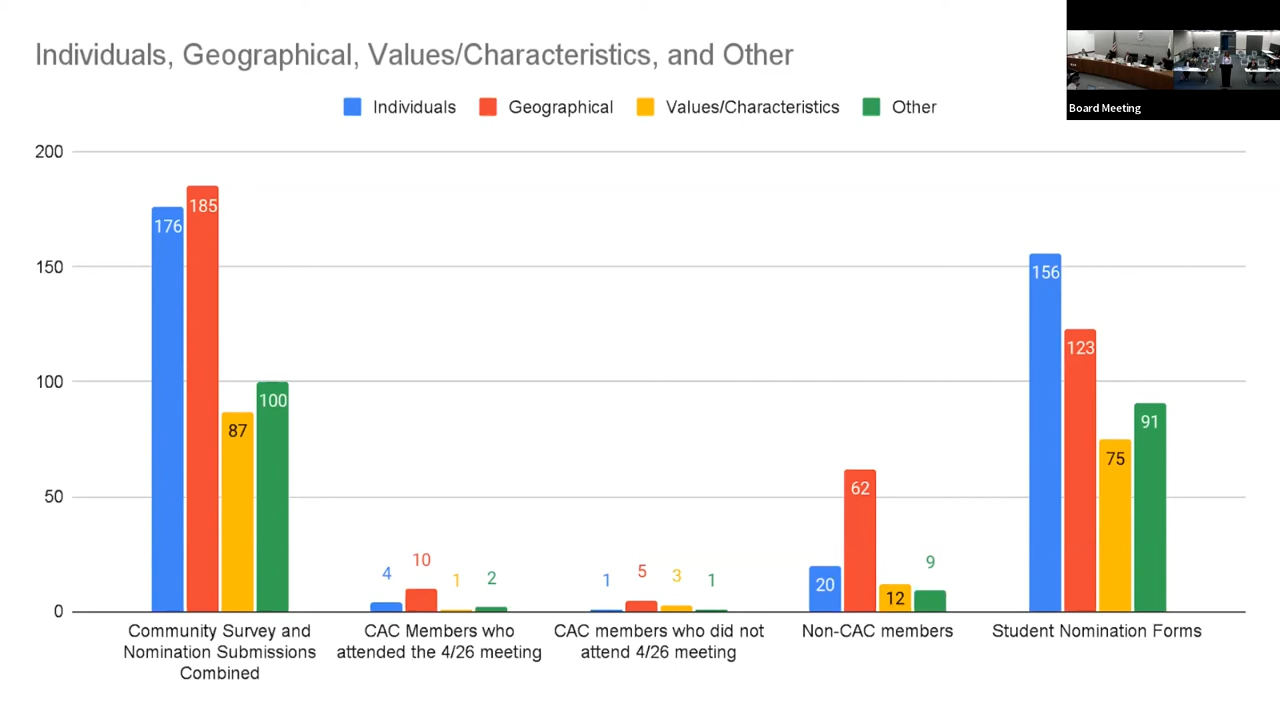 Individuals, Geographical, Values/Characteristics, and Other
Board Meeting
Individuals Geographical Values/Characteristics Other
200
150
100
50
0
176
185
87
100
4
10
1
2
1
5
3
1
20
62
12
9
156
123
75
91
Community Survey and
Nomination Submissions
Combined
CAC Members who
attended the 4/26 meeting
CAC members who did not
attend 4/26 meeting
Non-CAC members
Student Nomination Forms